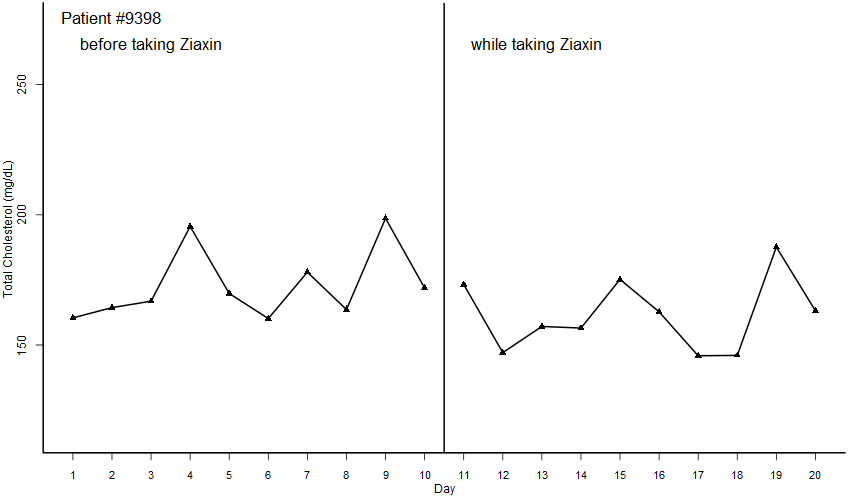 Patient #9398
before taking Ziaxin
while taking Ziaxin
Total Cholesterol (mg/dL)
250
200
150
1 2 3 4 5 6 7 8 9 10 11 12 13 14 15 16 17 18 19 20
Day